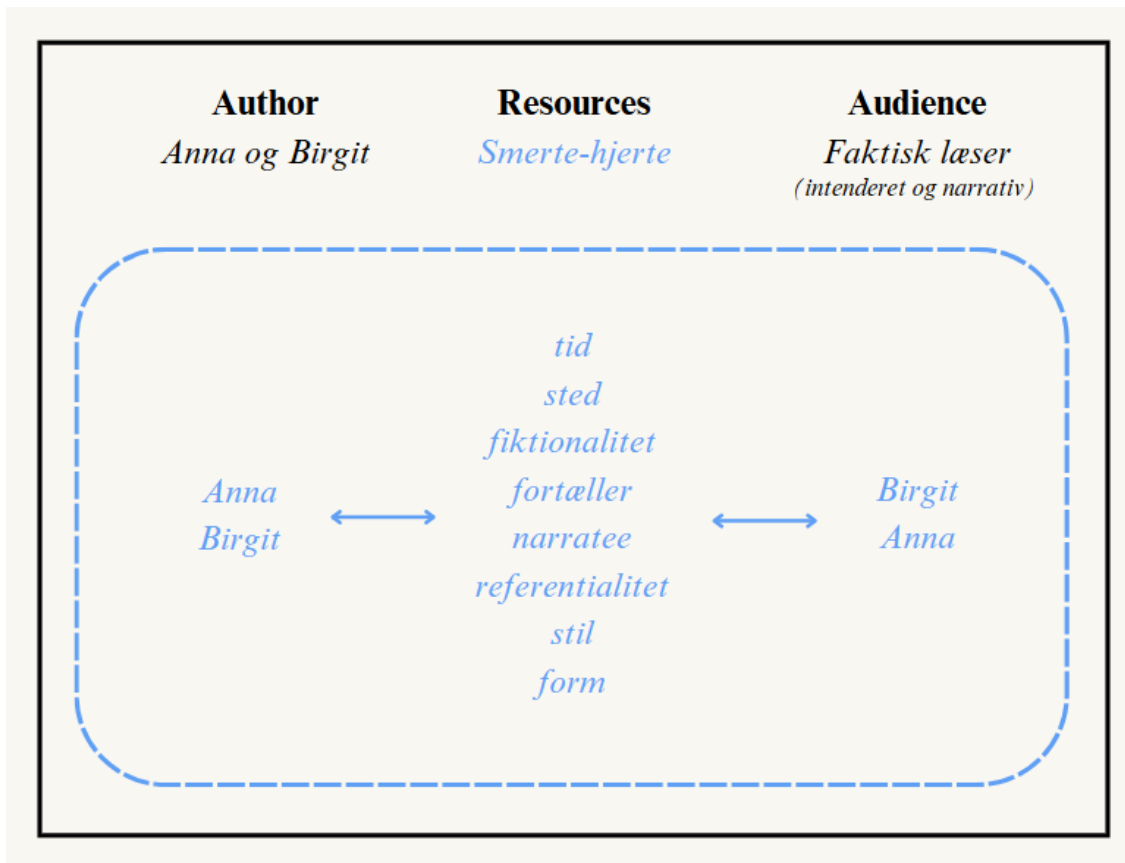 Author Resources Audience
Anna og Birgit Smerte-hjerte Faktisk læser
(intenderet og narrativ)
tid
sted
fiktionalitet
Anna fortæller Birgit
Birgit narratee Anna
referentialitet
stil
form